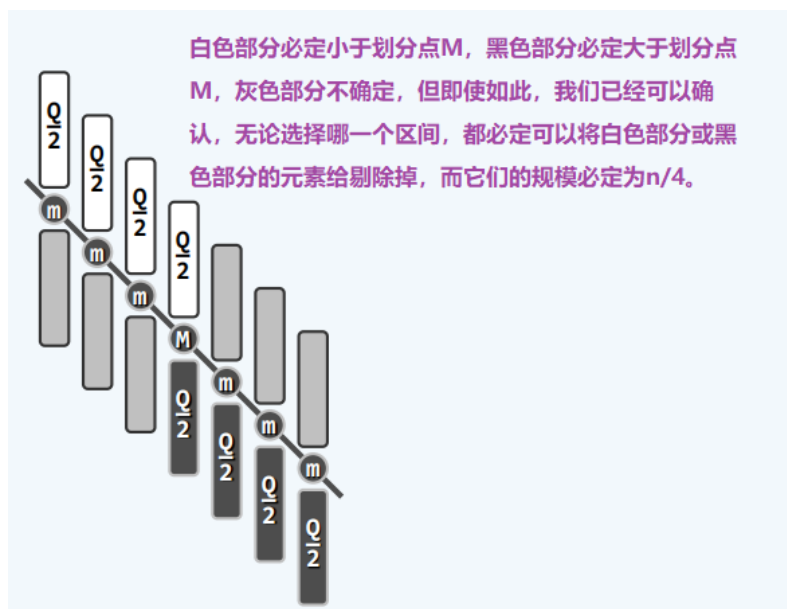 白色部分必定小于划分点M，黑色部分必定大于划分点
M，灰色部分不确定，但即使如此，我们已经可以确
认，无论选择哪一个区间，都必定可以将白色部分或黑
色部分的元素给剔除掉，而它们的规模必定为n/4。
Q/2
Q/2
Q/2
Q/2
m
m
m
M
m
m
m
Q/2
Q/2
Q/2
Q/2